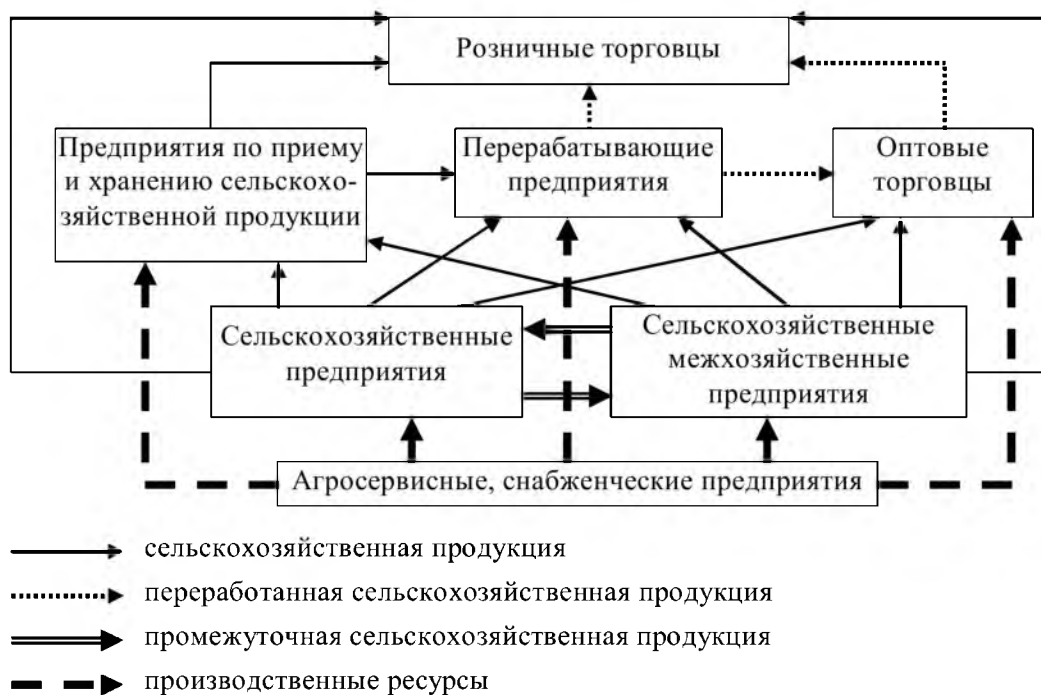 Розничные торговцы
Предприятия по приему
и хранению сельскохо-
зяйственной продукции
Перерабатывающие
предприятия
Оптовые
торговцы
Сельскохозяйственные
предприятия
Сельскохозяйственные
межхозяйственные
предприятия
Агросервисные, снабженческие предприятия
сельскохозяйственная продукция
переработанная сельскохозяйственная продукция
промежуточная сельскохозяйственная продукция
производственные ресурсы